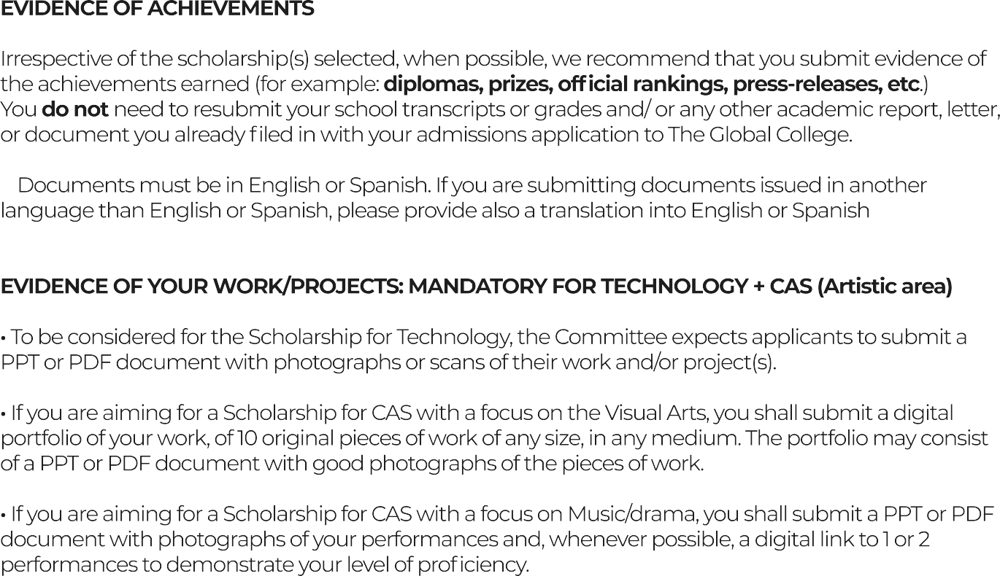 EVIDENCE OF ACHIEVEMENTS
Irrespective of the scholarship(s) selected, when possible, we recommend that you submit evidence of
the achievements earned (for example: diplomas, prizes, official rankings, press-releases, etc.)
You do not need to resubmit your school transcripts or grades and/ or any other academic report, letter,
or document you already filed in with your admissions application to The Global College.
Documents must be in English or Spanish. If you are submitting documents issued in another
language than English or Spanish, please provide also a translation into English or Spanish
EVIDENCE OF YOUR WORK/PROJECTS: MANDATORY FOR TECHNOLOGY + CAS (Artistic area)
• To be considered for the Scholarship for Technology, the Committee expects applicants to submit a
PPT or PDF document with photographs or scans of their work and/or project(s).
• If you are aiming for a Scholarship for CAS with a focus on the Visual Arts, you shall submit a digital
portfolio of your work, of 10 original pieces of work of any size, in any medium. The portfolio may consist
of a PPT or PDF document with good photographs of the pieces of work.
• If you are aiming for a Scholarship for CAS with a focus on Music/drama, you shall submit a PPT or PDF
document with photographs of your performances and, whenever possible, a digital link to 1 or 2
performances to demonstrate your level of proficiency.